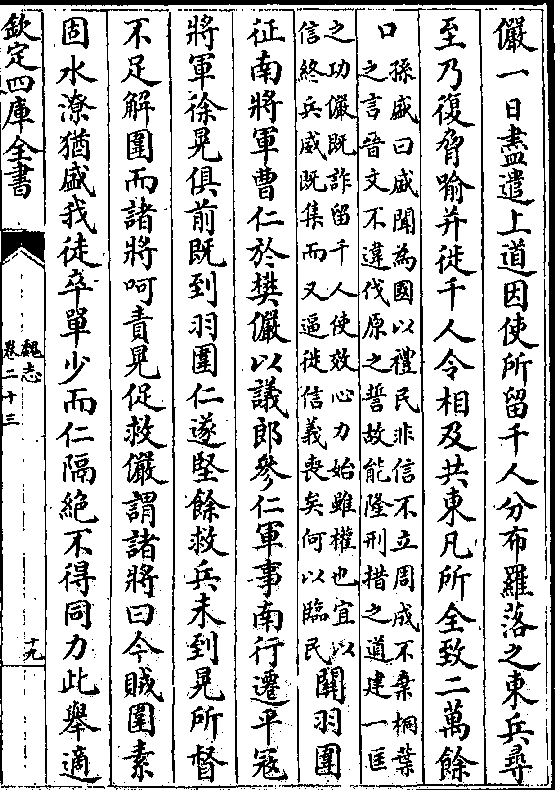 儼一日盡遣上道因使所留千人分布羅落之東兵尋
至乃復脅喻并徙千人令相及共東凡所全致二萬餘
口
孫盛曰盛聞為國以禮民非信不立周成不棄桐葉
之言晉文不違伐原之誓故能隆刑措之道建一匡
之功儼既詐留千人使效心力始雖權也宜以
信終兵威既集而又逼徙信義喪矣何以臨民
關羽圍
征南將軍曹仁於樊儼以議郎參仁軍事南行遷平寇
將軍徐晃俱前既到羽圍仁遂堅餘救兵未到晃所督
不足解圍而諸將呵責晃促救儼謂諸將曰今賊圍素
固水潦猶盛我徒卒單少而仁隔絶不得同力此舉適
欽定四庫全書
魏志
卷二十三
十九